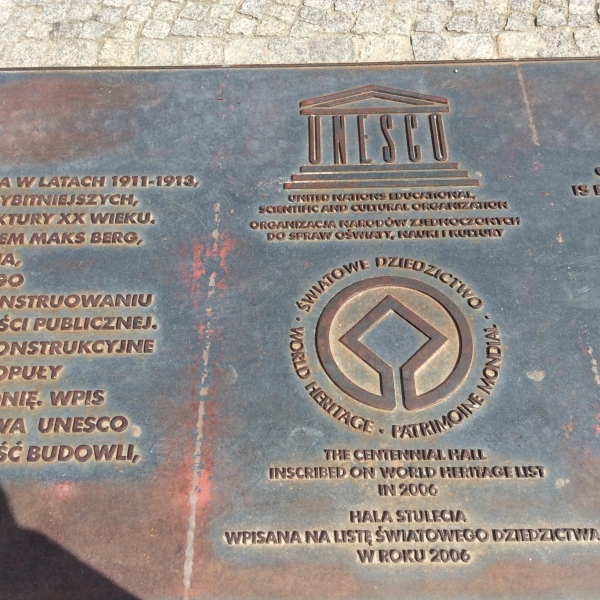 A W LATACH 1911-1913,
YBITNIEJSZYCH,
KTURY XX WIEKU.
EM MAKS BERG,
IA,
GO
ONSTRUOWANIU
ŚCI PUBLICZNEJ.
ONSTRUKCYJNE
OPUŁY
ONIĘ. WPIS
WA UNESCO
ŚĆ BUDOWLI,
UNESCO
UNITED NATIONS EDUCATIONAL,
SCIENTIFIC AND CULTURAL ORGANIZATION
ORGANIZACJA NARODÓW ZJEDNOCZONYCH
DO SPRAW OŚWIATY, NAUKI I KULTURY
ŚWIATOWE DZIEDZICTWO •
WORLD HERITAGE • PATRIMOINE MONDIAL •
THE CENTENNIAL HALL
INSCRIBED ON WORLD HERITAGE LIST
IN 2006
HALA STULECIA
WPISANA NA LISTĘ ŚWIATOWEGO DZIEDZICTWA
W ROKU 2006
IS